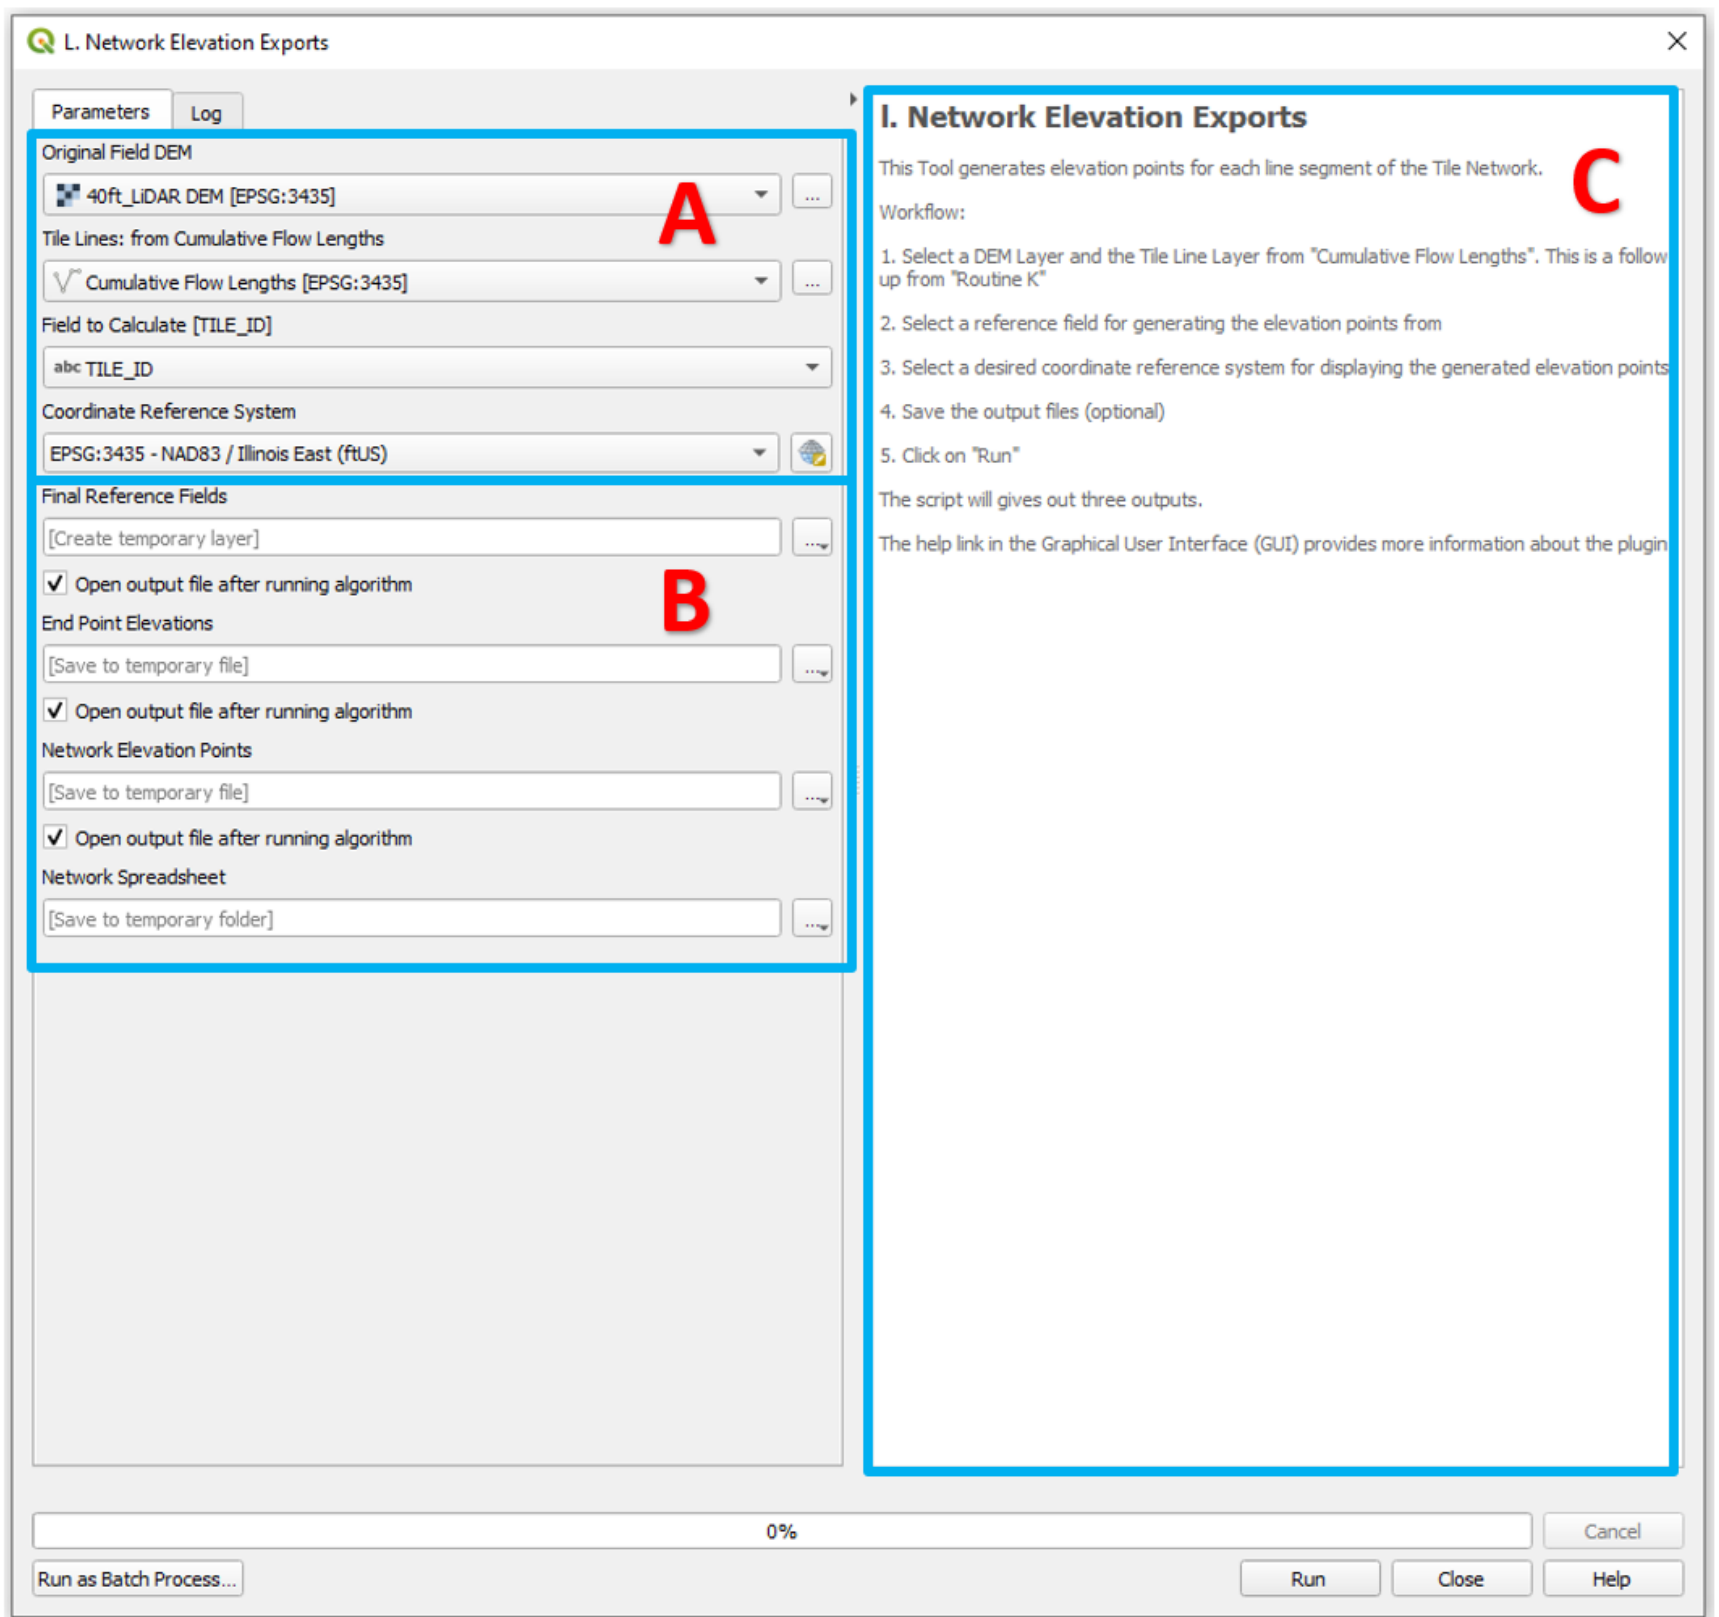 L. Network Elevation Exports
Parameters
Log
Original Field DEM
40ft_LiDAR DEM [EPSG:3435]
...
Tile Lines: from Cumulative Flow Lengths
Cumulative Flow Lengths [EPSG:3435]
...
Field to Calculate [TILE_ID]
abc TILE_ID
Coordinate Reference System
EPSG:3435 - NAD83 / Illinois East (ftUS)
A
Final Reference Fields
[Create temporary layer]
...
Open output file after running algorithm
End Point Elevations
[Save to temporary file]
...
Open output file after running algorithm
Network Elevation Points
[Save to temporary file]
...
Open output file after running algorithm
Network Spreadsheet
[Save to temporary folder]
...
B
l. Network Elevation Exports
This Tool generates elevation points for each line segment of the Tile Network.
Workflow:
1. Select a DEM Layer and the Tile Line Layer from "Cumulative Flow Lengths". This is a follow
up from "Routine K"
2. Select a reference field for generating the elevation points from
3. Select a desired coordinate reference system for displaying the generated elevation points
4. Save the output files (optional)
5. Click on "Run"
The script will gives out three outputs.
The help link in the Graphical User Interface (GUI) provides more information about the plugin
C
0%
Cancel
Run as Batch Process...
Run
Close
Help